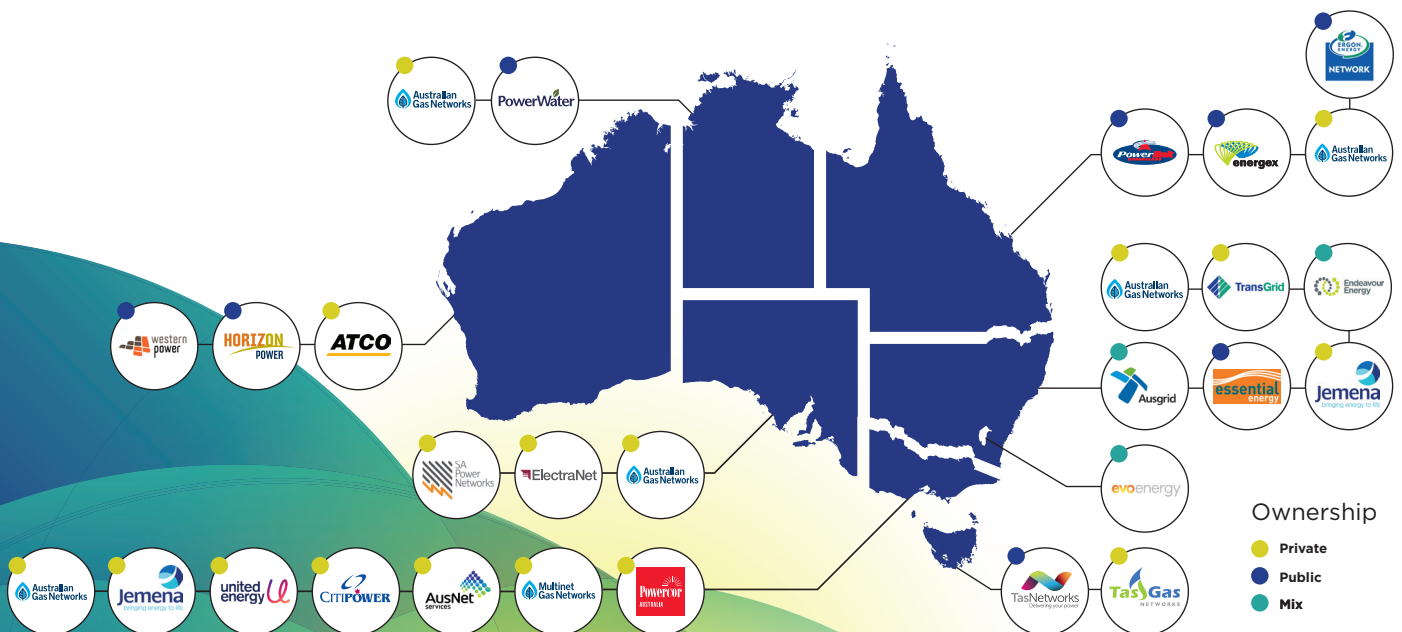 ERGON
ENERGY
NETWORK
Australian
Gas Networks
PowerWater
Powerlink
energex
Australian
Gas Networks
Australian
Gas Networks
TransGrid
Endeavour
Energy
western
power
HORIZON
POWER
ATCO
Ausgrid
essential
energy
Jemena
bringing energy to life
SA
Power
Networks
ElectraNet
Australian
Gas Networks
evoenergy
Ownership
Private
Public
Mix
Australian
Gas Networks
Jemena
bringing energy to life
united
energy
CITIPOWER
AusNet
services
Multinet
Gas Networks
Powercor
AUSTRALIA
TasNetworks
Delivering your power
Tas Gas
NETWORKS